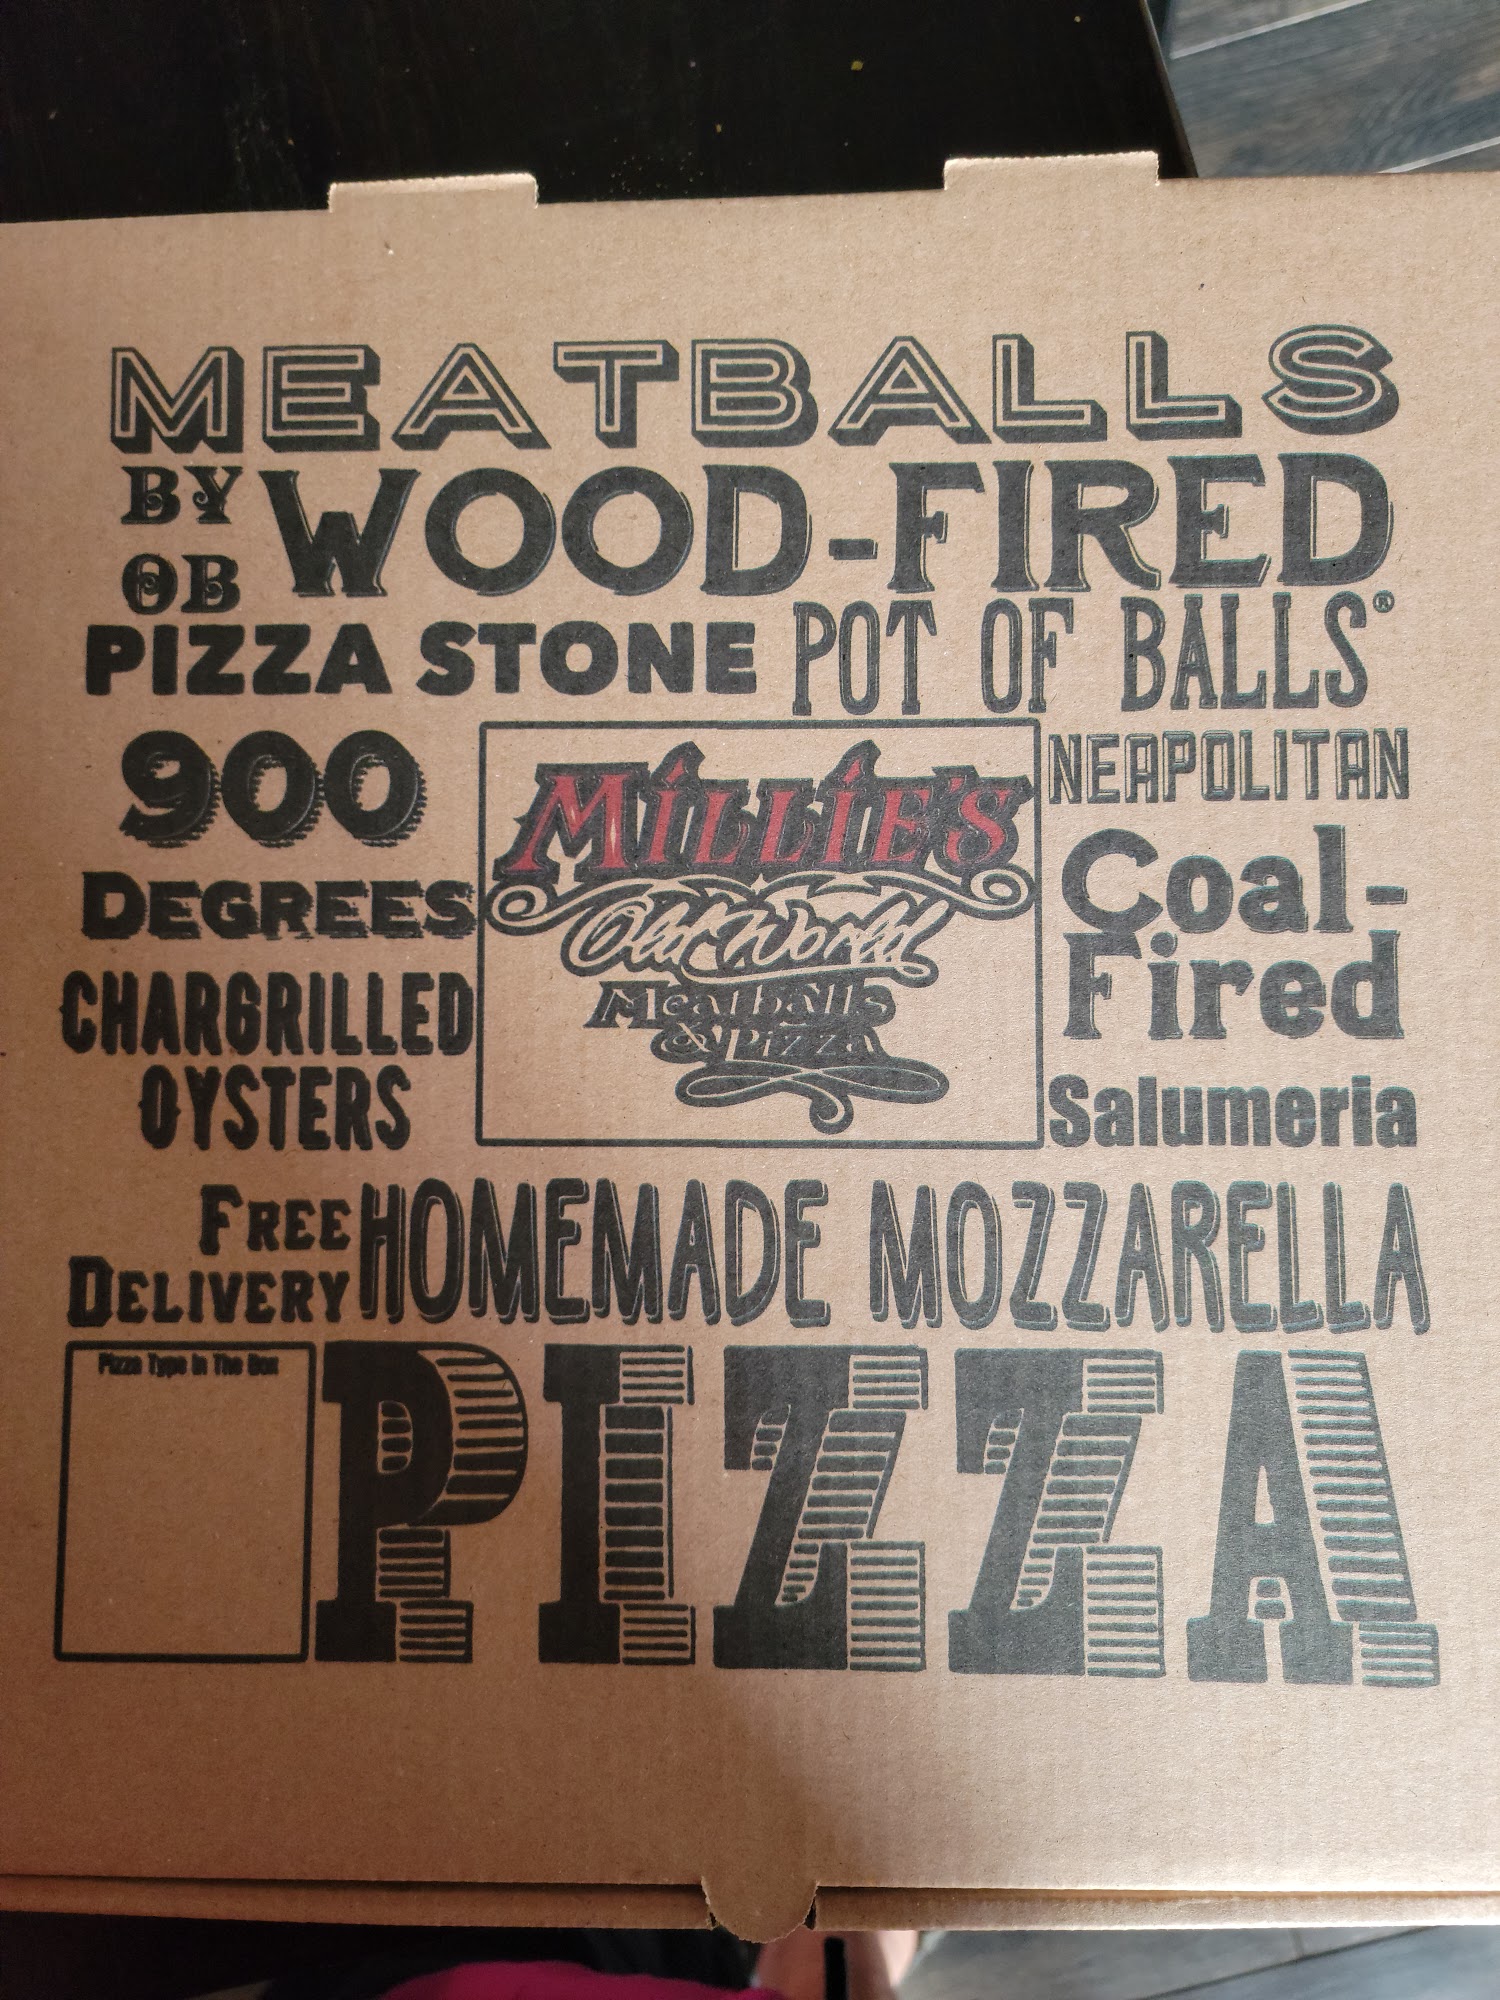 MEATBALLS
BY
OB
WOOD-FIRED
PIZZA STONE
POT OF BALLS®
900
DEGREES
CHARGRILLED
OYSTERS
MiLLiE'S
Old World
Meatballs
& Pizza
NEAPOLITAN
Coal-
Fired
Salumeria
FREE
DELIVERY
HOMEMADE MOZZARELLA
Pizza Type In The Box
PIZZA